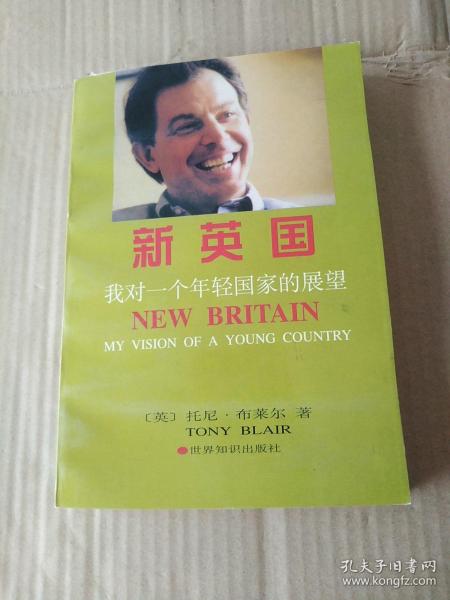 新英国
我对一个年轻国家的展望
NEW BRITAIN
MY VISION OF A YOUNG COUNTRY
〔英〕托尼·布莱尔 著
TONY BLAIR
世界知识出版社
孔夫子旧书网
www.kongfz.com